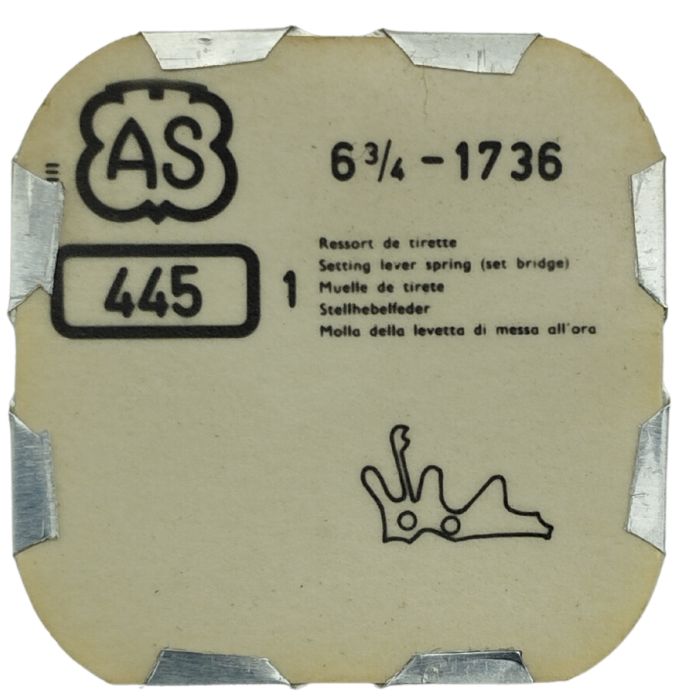 AS
6 3/4 - 1736
445
1
Ressort de tirette
Setting lever spring (set bridge)
Muelle de tirete
Stellhebelfeder
Molla della levetta di messa all'ora